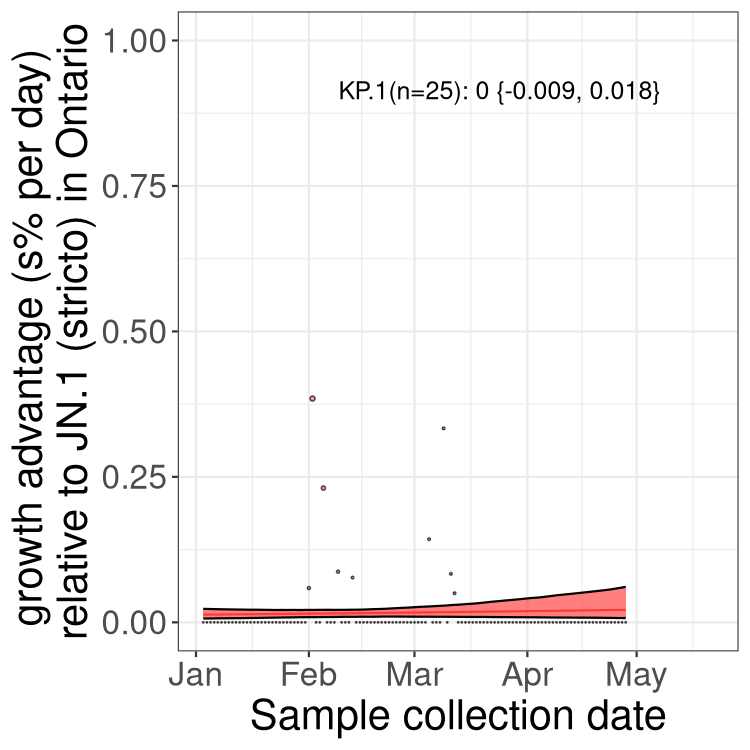 growth advantage (s% per day)
relative to JN.1 (stricto) in Ontario
1.00
0.75
0.50
0.25
0.00
KP.1(n=25): 0 {-0.009, 0.018}
Jan Feb Mar Apr May
Sample collection date